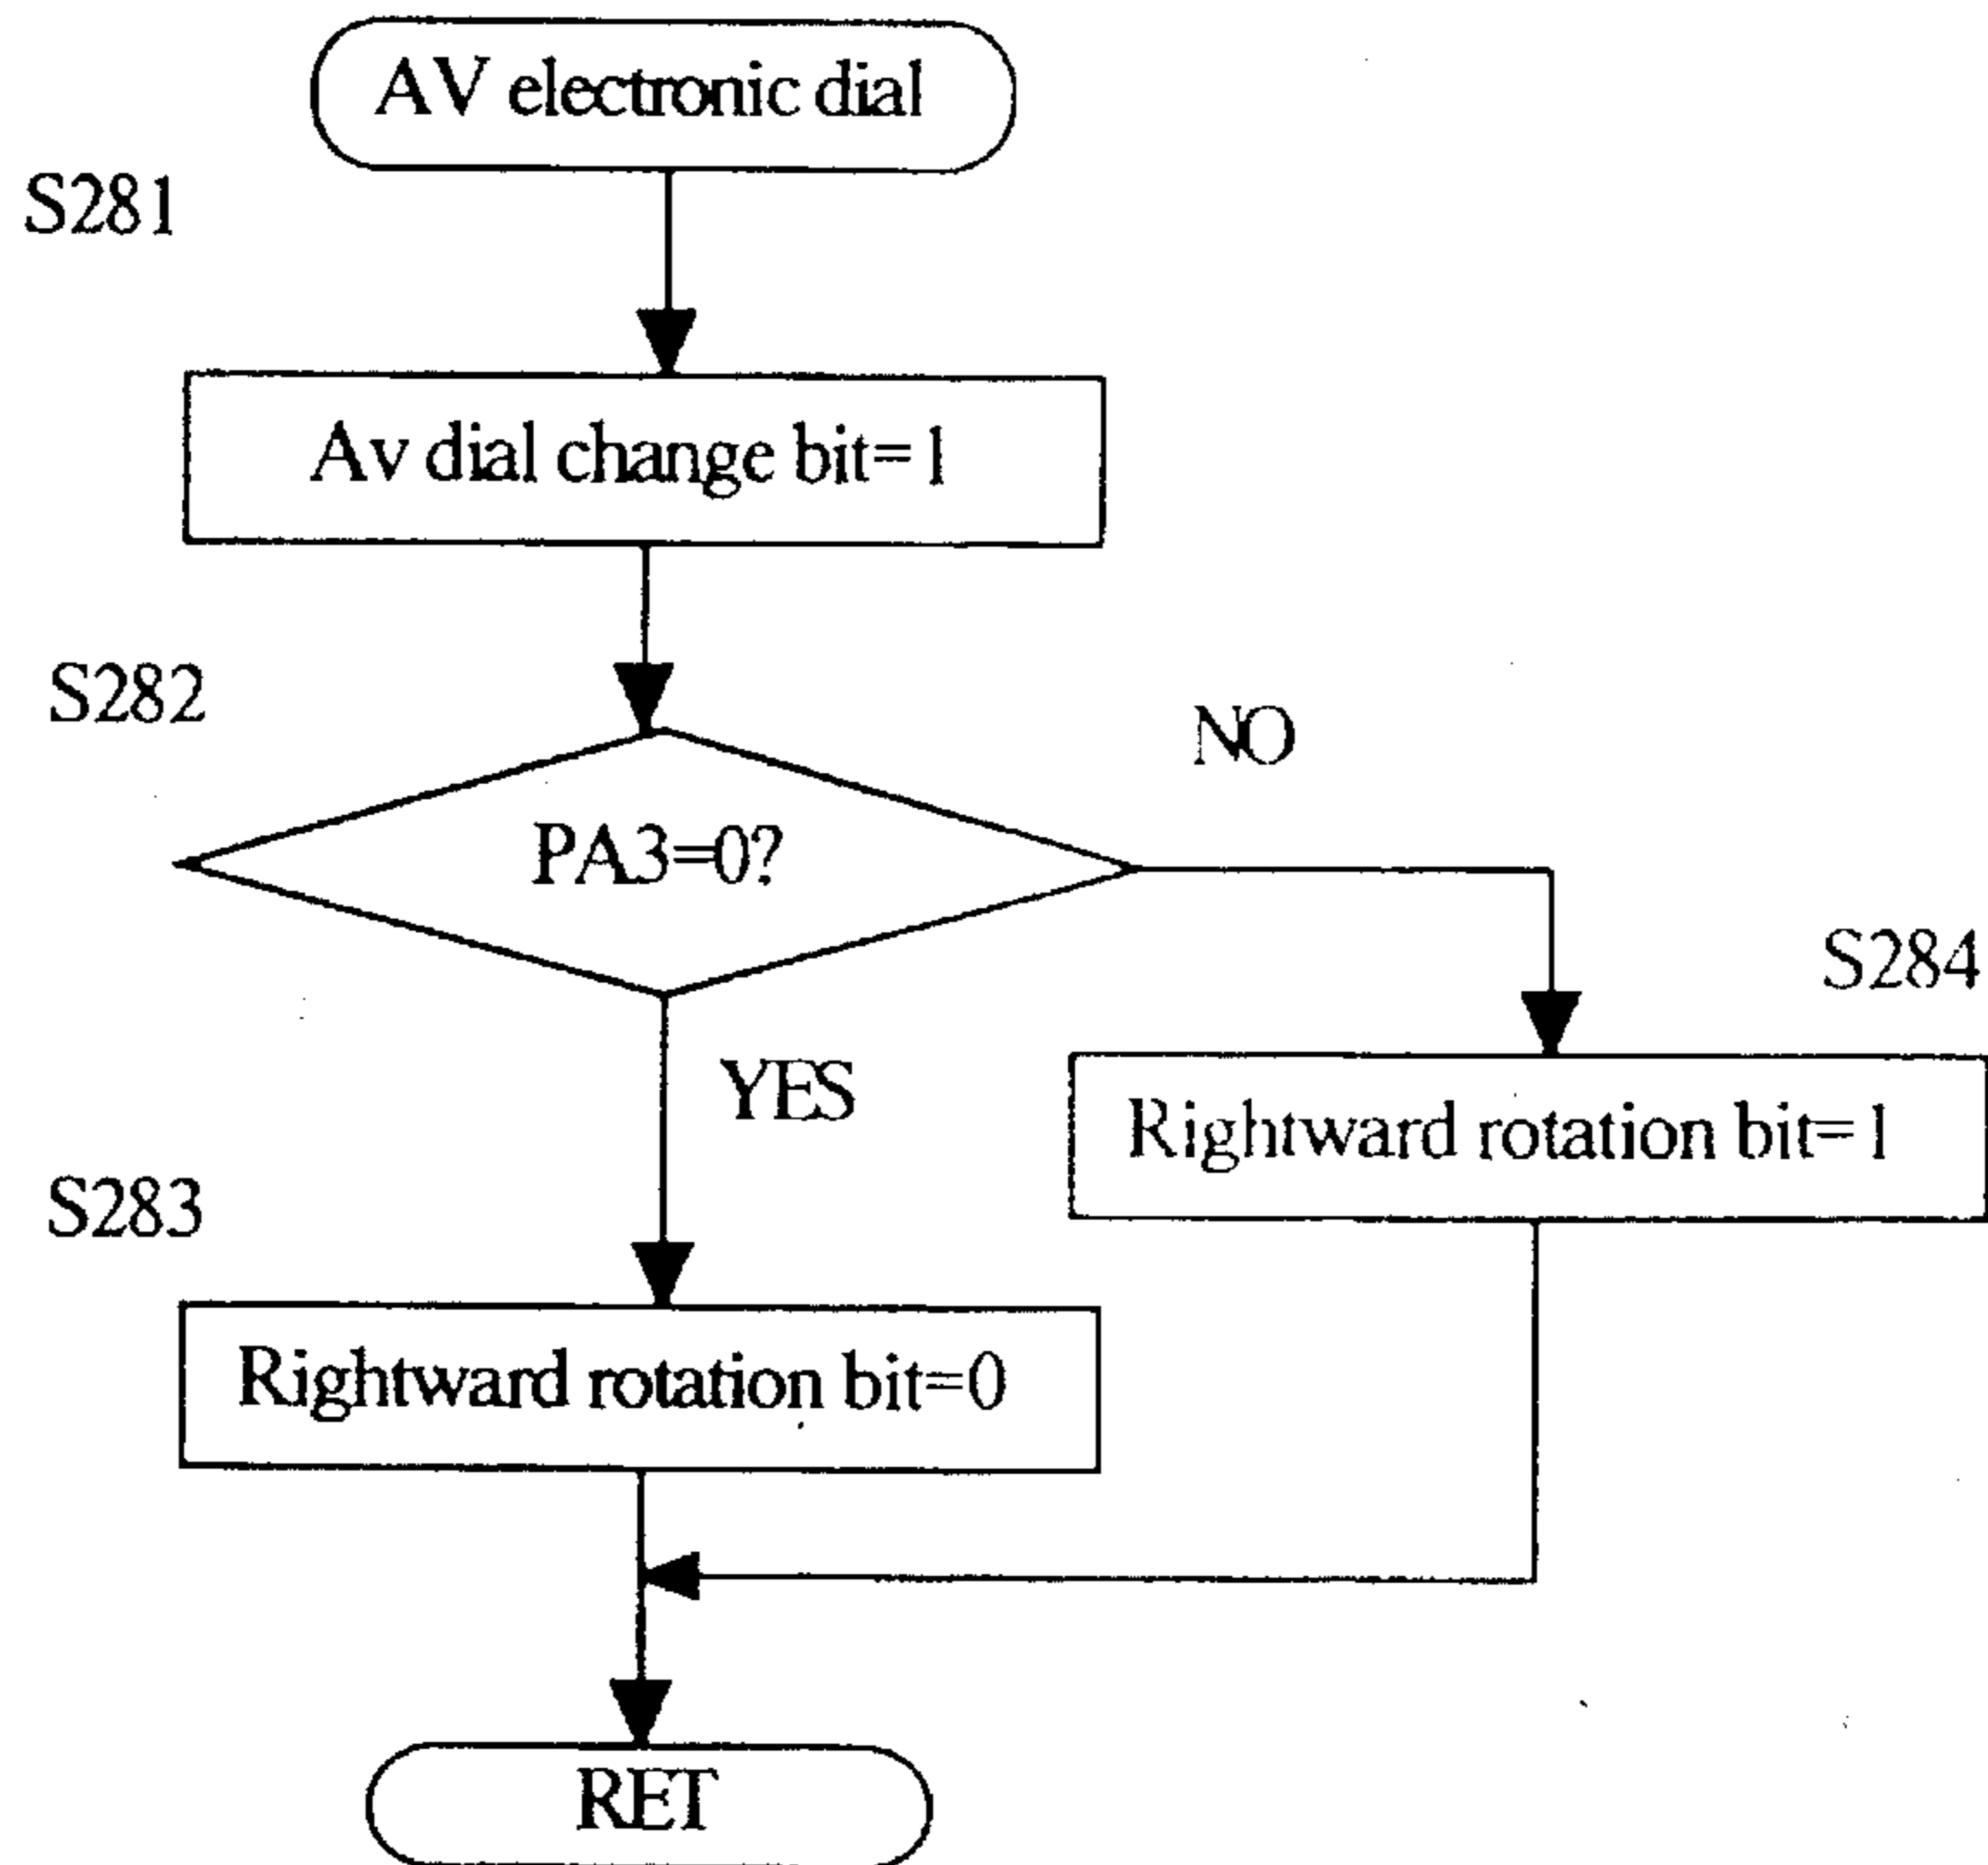 AV electronic dial
S281
Av dial change bit=1
S282
NO
PA3=0?
S284
YES
Rightward rotation bit=1
S283
Rightward rotation bit=0
RET